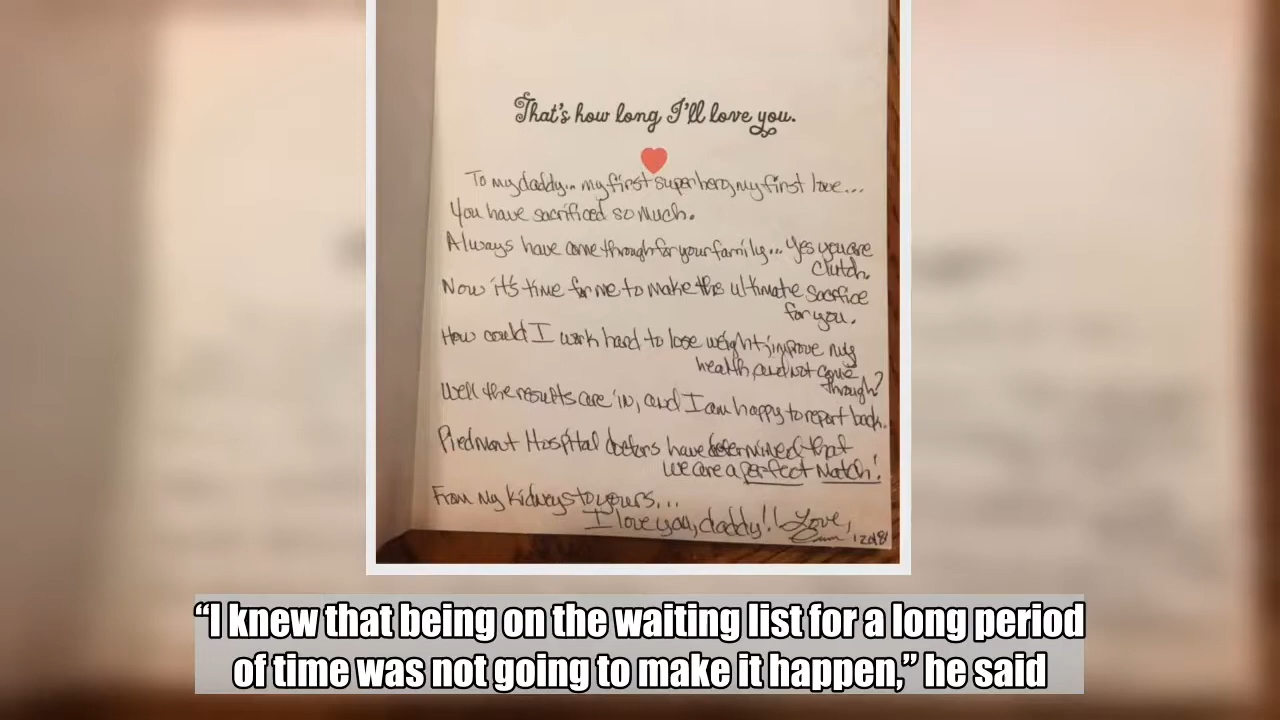 That's how long I'll love you.
To my daddy... my first superhero, my first love...
You have sacrificed so much.
Always have come through for your family... Yes you are
clutch.
Now it's time for me to make this ultimate sacrifice
for you.
How could I work hard to lose weight, improve my
health, and not come
through?
Well the results are in, and I am happy to report back.
Piedmont Hospital doctors have determined that
we are a perfect match!
From my kidneys to yours...
I love you, daddy!! Love,
2018
“I knew that being on the waiting list for a long period
of time was not going to make it happen,” he said